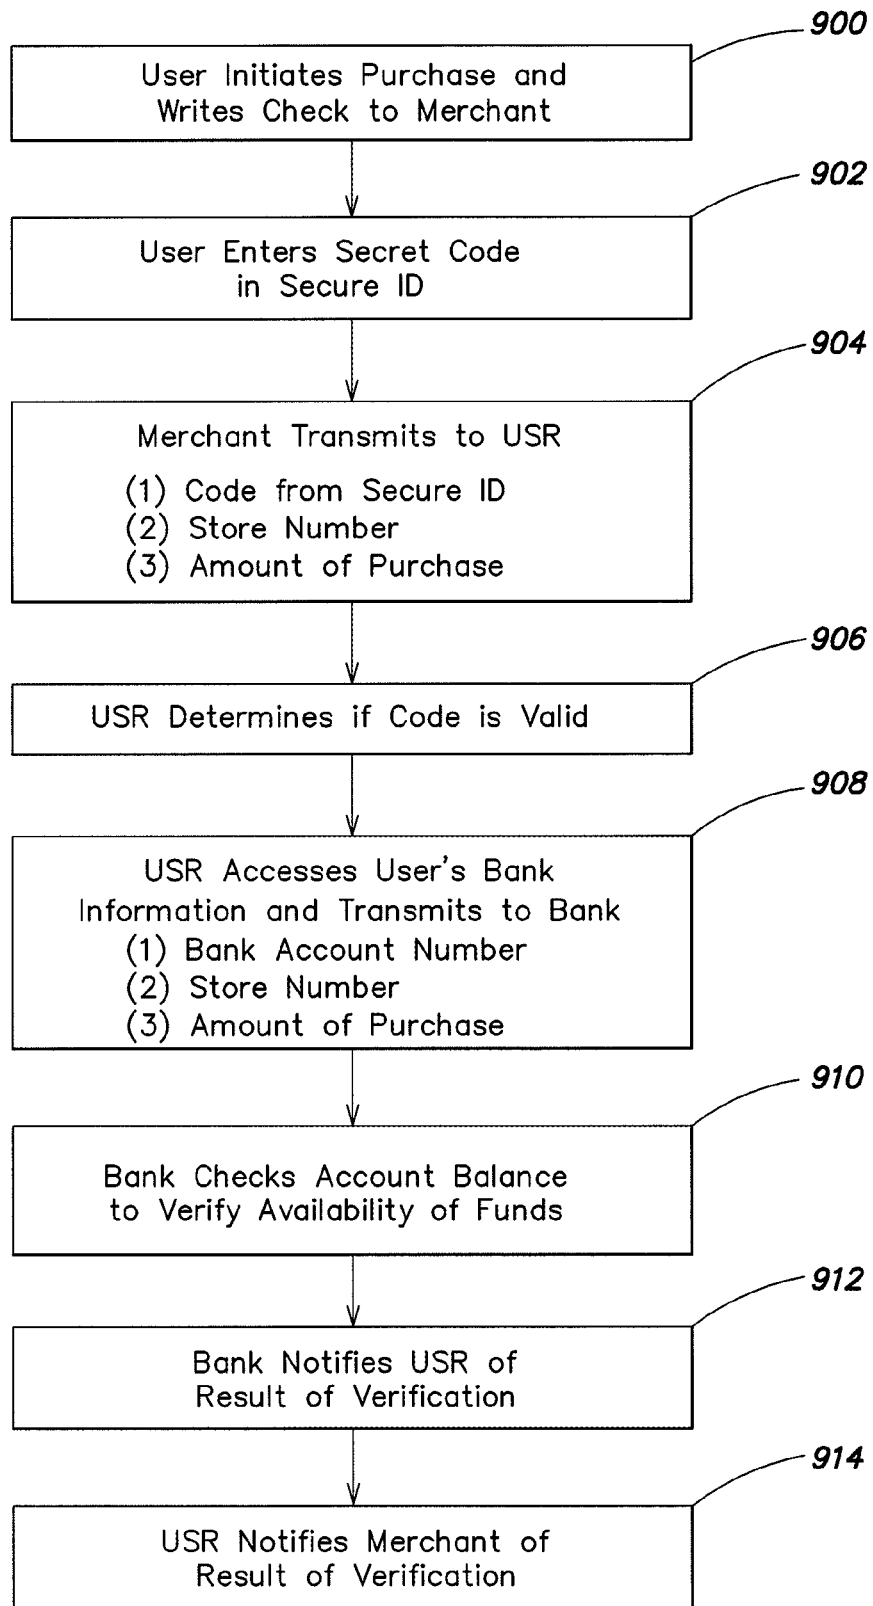 900
User Initiates Purchase and
Writes Check to Merchant
902
User Enters Secret Code
in Secure ID
904
Merchant Transmits to USR
(1) Code from Secure ID
(2) Store Number
(3) Amount of Purchase
906
USR Determines if Code is Valid
908
USR Accesses User's Bank
Information and Transmits to Bank
(1) Bank Account Number
(2) Store Number
(3) Amount of Purchase
910
Bank Checks Account Balance
to Verify Availability of Funds
912
Bank Notifies USR of
Result of Verification
914
USR Notifies Merchant of
Result of Verification